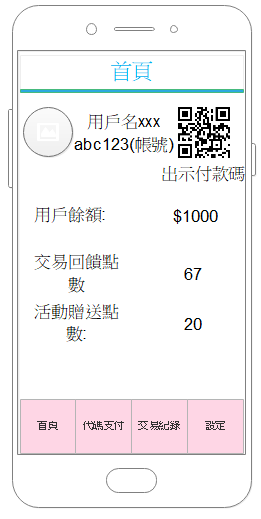 首頁
用戶名xxx
abc123(帳號)
出示付款碼
用戶餘額:
$1000
交易回饋點
數
67
活動贈送點
數:
20
首頁
代碼支付
交易紀錄
設定